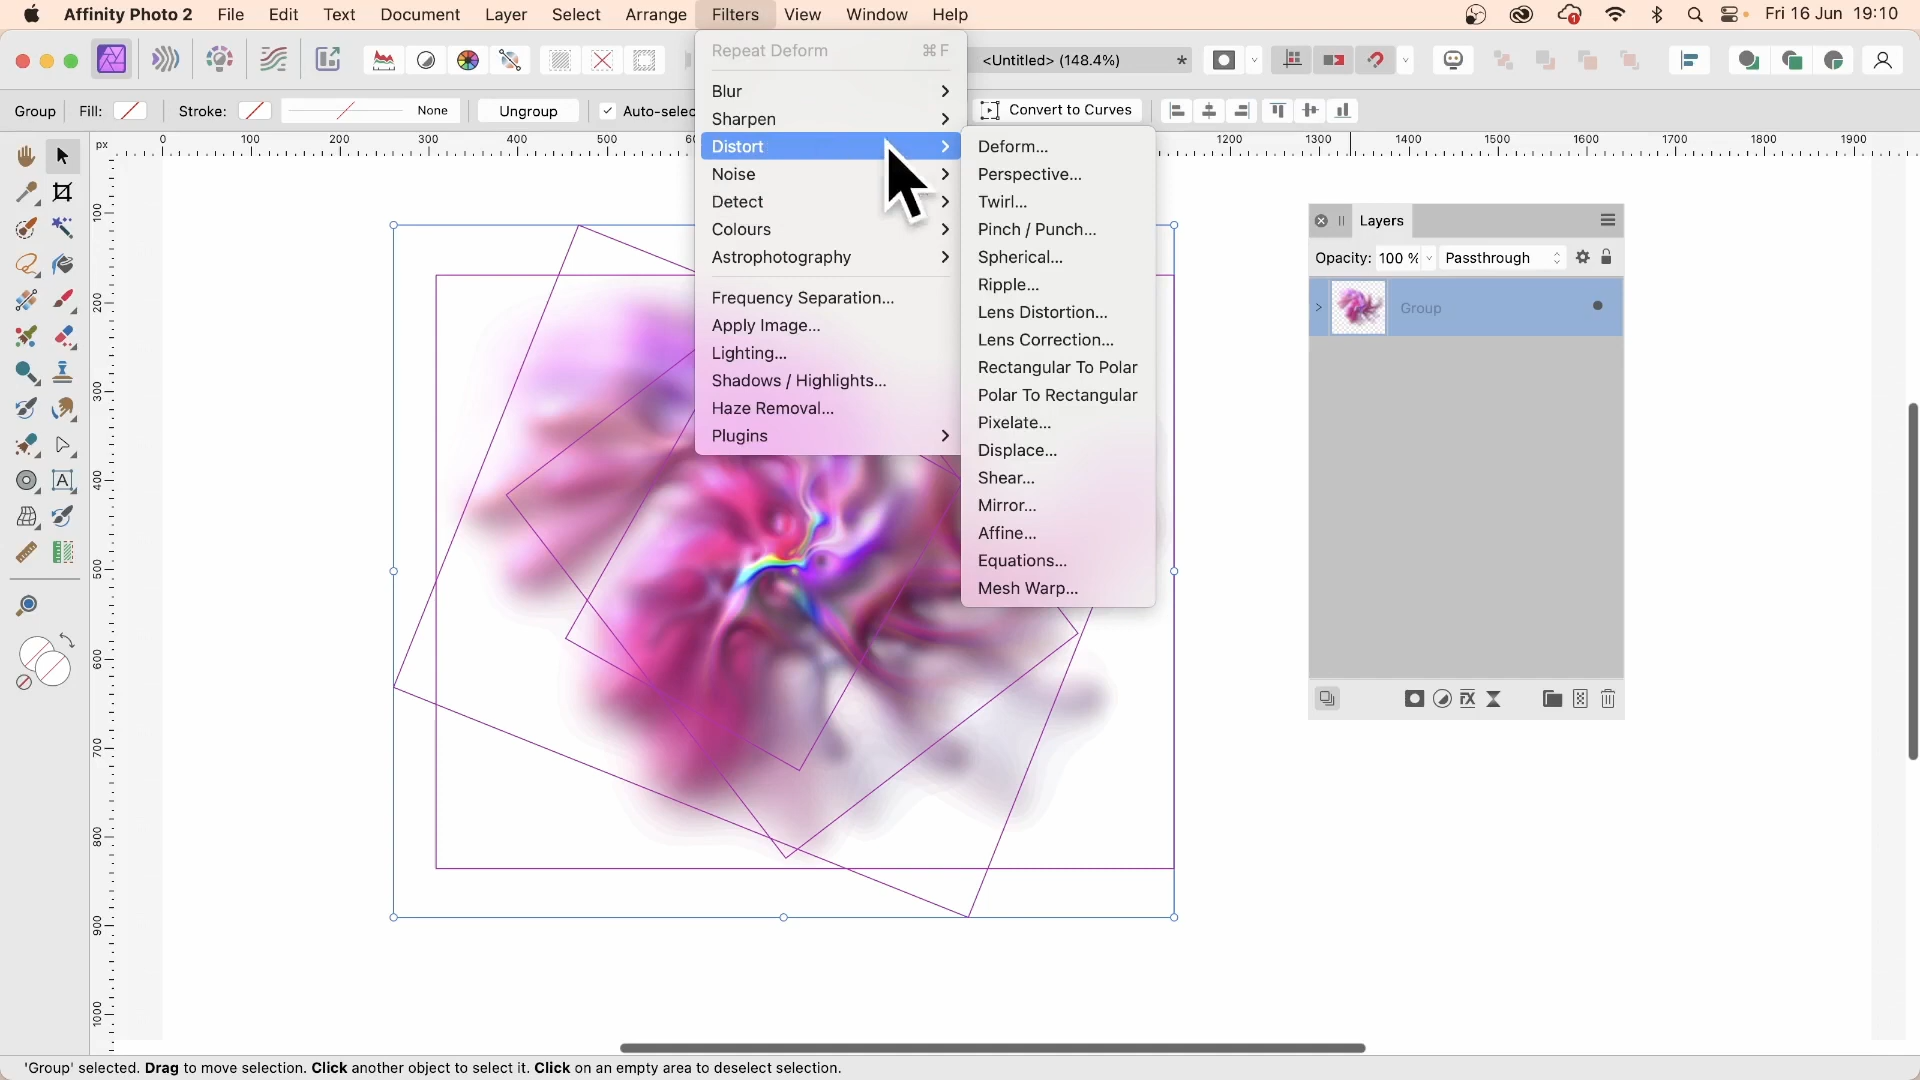 Affinity Photo 2 File Edit Text Document Layer Select Arrange Filters View Window Help Fri 16 Jun 19:10
<Untitled> (148.4%) *
Group Fill: Stroke: None Ungroup Auto-selec Convert to Curves
px 0 100 200 300 400 500 60 1200 1300 1400 1500 1600 1700 1800 1900
100
200
300
400
500
600
700
800
900
1000
Repeat Deform ⌘F
Blur
Sharpen
Distort
Noise
Detect
Colours
Astrophotography
Frequency Separation...
Apply Image...
Lighting...
Shadows / Highlights...
Haze Removal...
Plugins
Deform...
Perspective...
Twirl...
Pinch / Punch...
Spherical...
Ripple...
Lens Distortion...
Lens Correction...
Rectangular To Polar
Polar To Rectangular
Pixelate...
Displace...
Shear...
Mirror...
Affine...
Equations...
Mesh Warp...
Layers
Opacity: 100 % Passthrough
Group
'Group' selected. Drag to move selection. Click another object to select it. Click on an empty area to deselect selection.